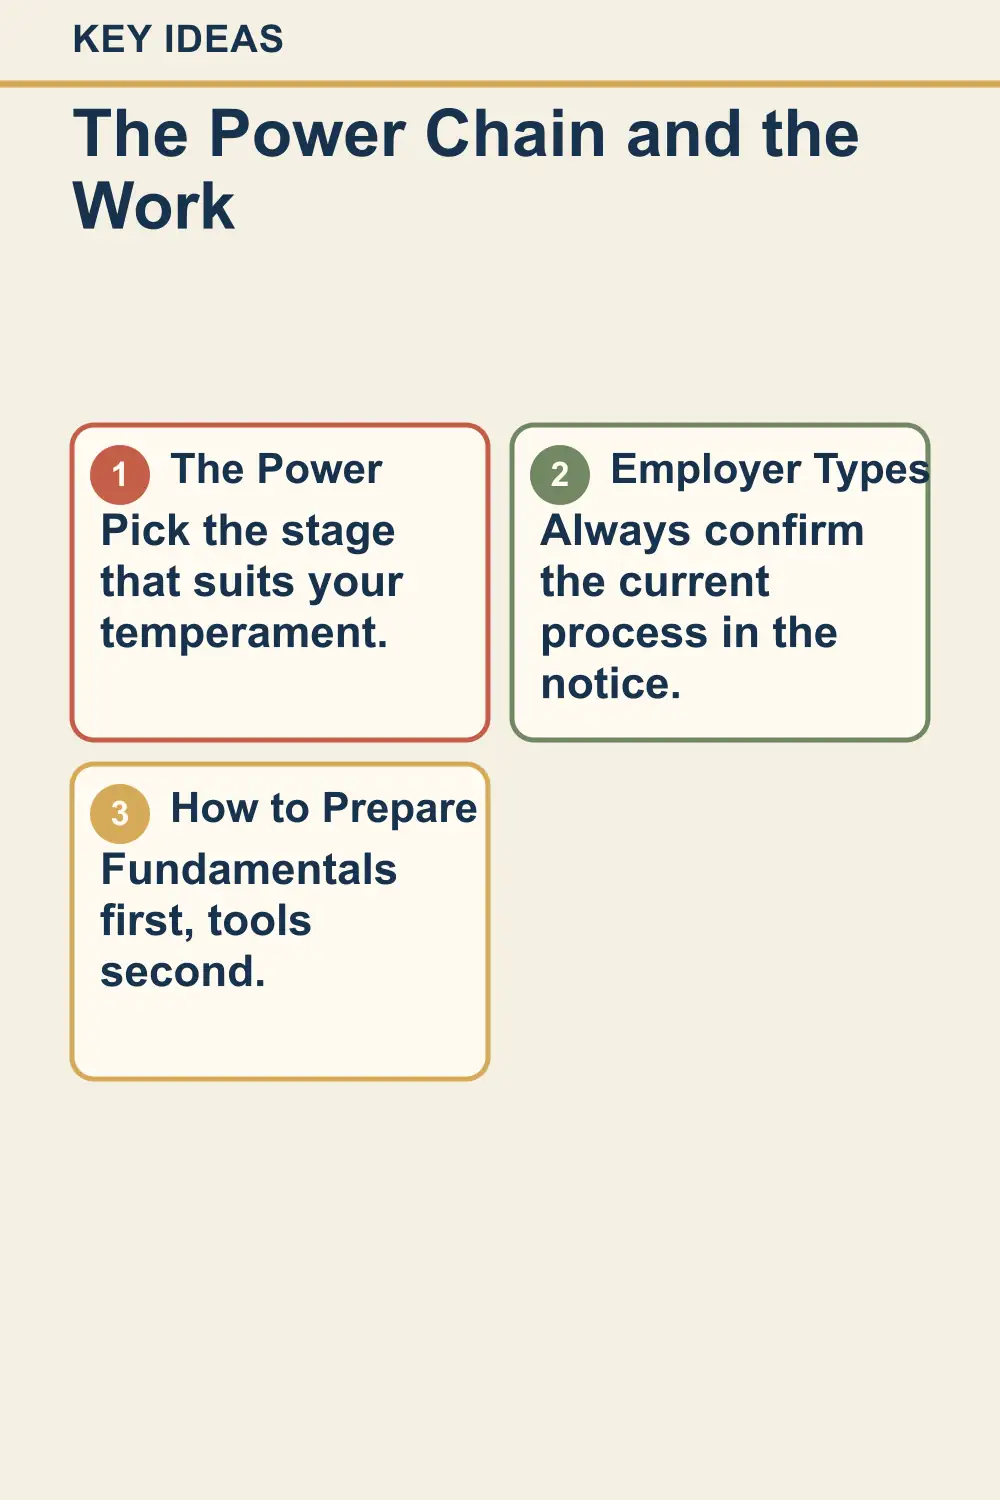 KEY IDEAS
The Power Chain and the
Work
1 The Power
Pick the stage
that suits your
temperament.
2 Employer Types
Always confirm
the current
process in the
notice.
3 How to Prepare
Fundamentals
first, tools
second.